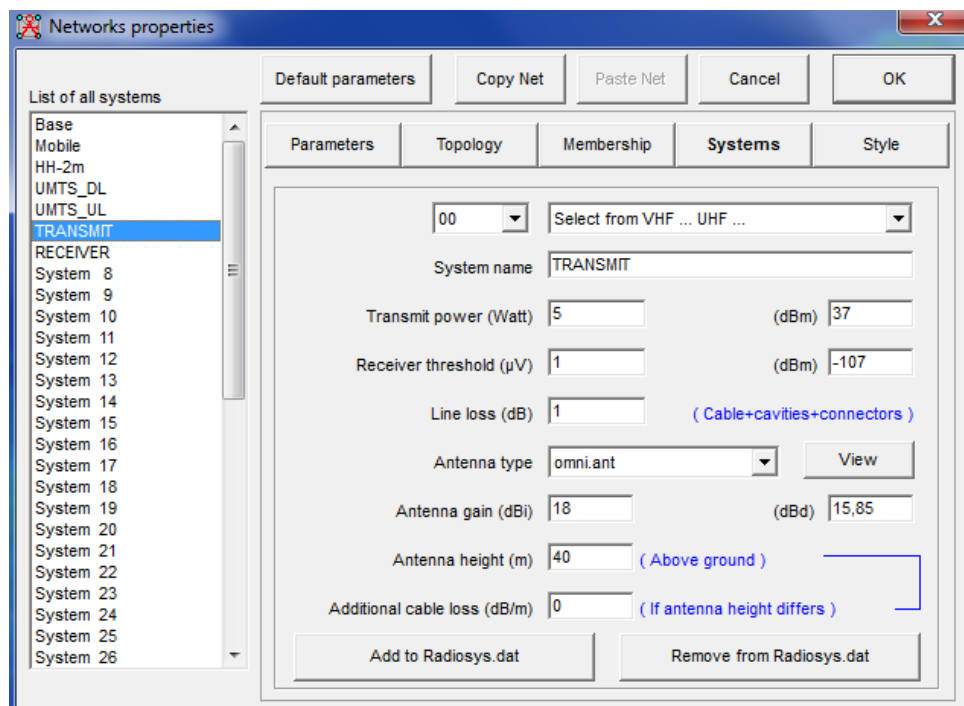 Networks properties
Default parameters Copy Net Paste Net Cancel OK
List of all systems
Base
Mobile
HH-2m
UMTS_DL
UMTS_UL
TRANSMIT
RECEIVER
System 8
System 9
System 10
System 11
System 12
System 13
System 14
System 15
System 16
System 17
System 18
System 19
System 20
System 21
System 22
System 23
System 24
System 25
System 26
Parameters Topology Membership Systems Style
00 Select from VHF ... UHF ...
System name TRANSMIT
Transmit power (Watt) 5 (dBm) 37
Receiver threshold (µV) 1 (dBm) -107
Line loss (dB) 1 ( Cable+cavities+connectors )
Antenna type omni.ant View
Antenna gain (dBi) 18 (dBd) 15,85
Antenna height (m) 40 ( Above ground )
Additional cable loss (dB/m) 0 ( If antenna height differs )
Add to Radiosys.dat Remove from Radiosys.dat